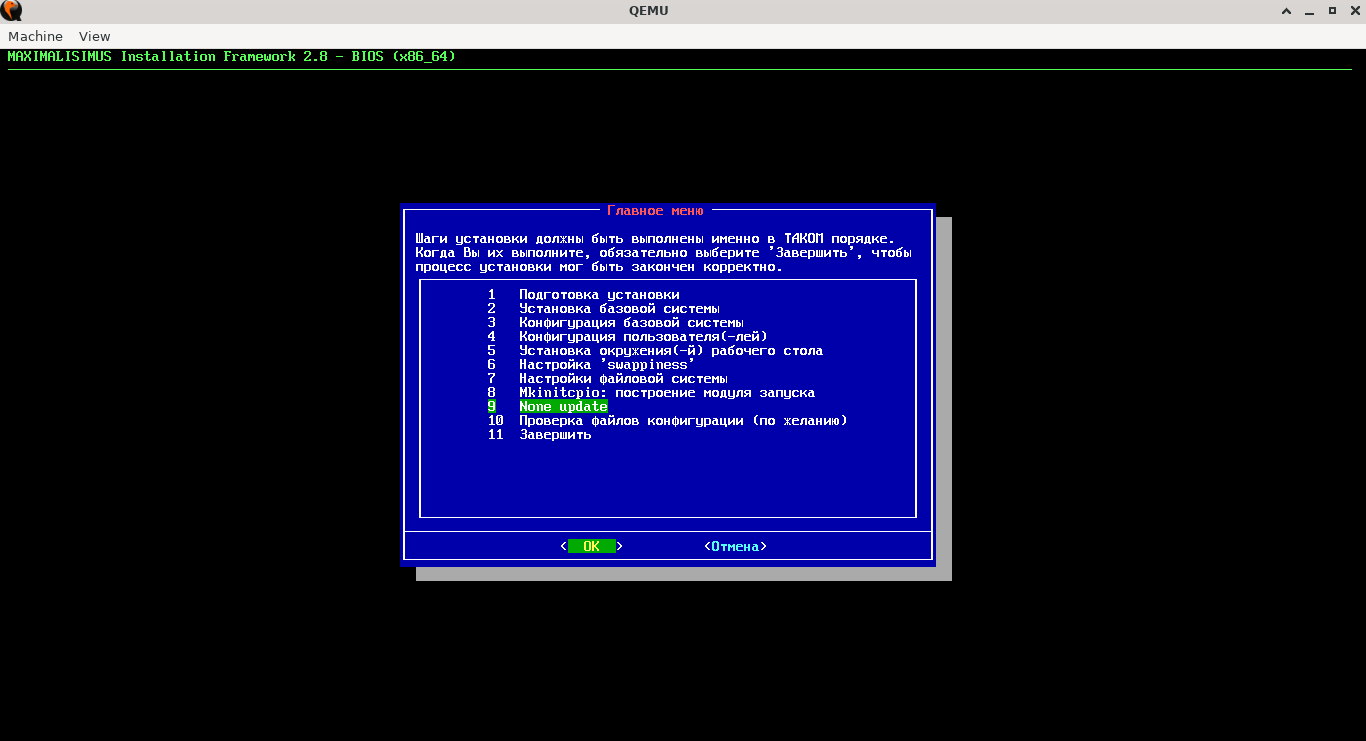 QEMU
Machine View
MAXIMALISIMUS Installation Framework 2.8 - BIOS (x86_64)
Главное меню
Шаги установки должны быть выполнены именно в ТАКОМ порядке.
Когда Вы их выполните, обязательно выберите 'Завершить', чтобы
процесс установки мог быть закончен корректно.
1 Подготовка установки
2 Установка базовой системы
3 Конфигурация базовой системы
4 Конфигурация пользователя(-лей)
5 Установка окружения(-й) рабочего стола
6 Настройка 'swappiness'
7 Настройки файловой системы
8 Mkinitcpio: построение модуля запуска
9 None update
10 Проверка файлов конфигурации (по желанию)
11 Завершить
< OK > <Отмена>